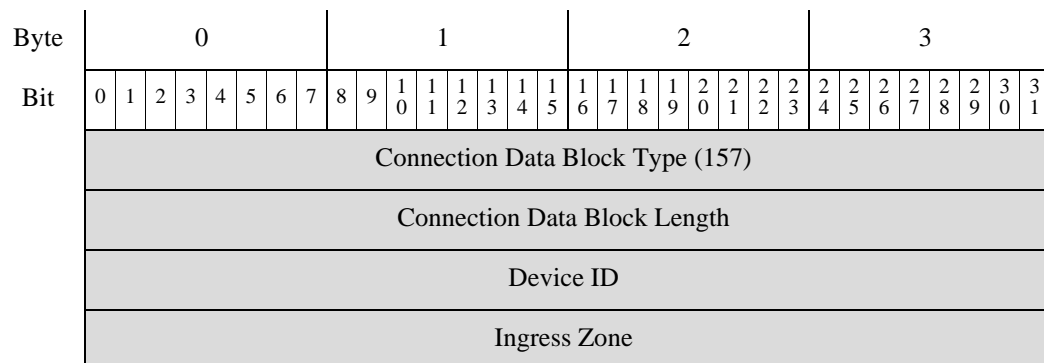 Byte 0 1 2 3
Bit 0 1 2 3 4 5 6 7 8 9 10 11 12 13 14 15 16 17 18 19 20 21 22 23 24 25 26 27 28 29 30 31
Connection Data Block Type (157)
Connection Data Block Length
Device ID
Ingress Zone